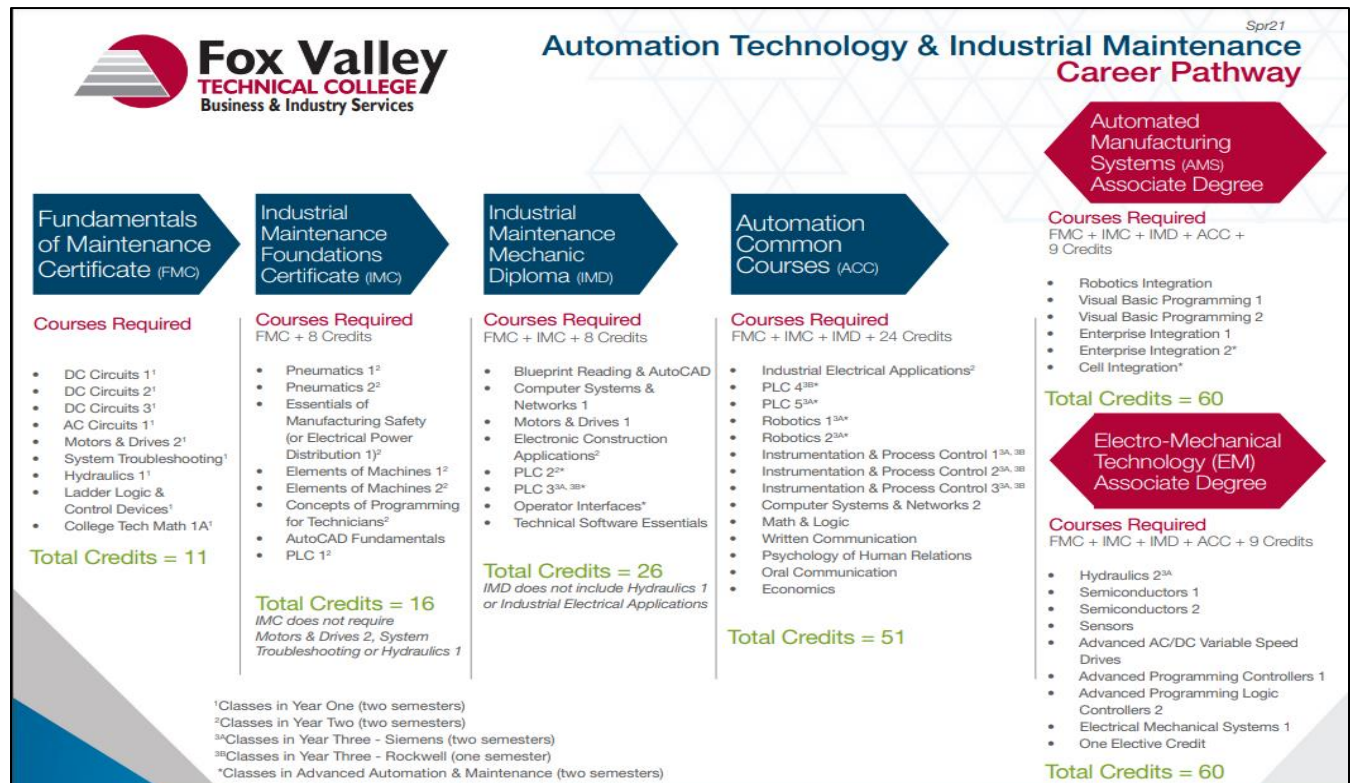 Spr21
Fox Valley
TECHNICAL COLLEGE
Business & Industry Services
Automation Technology & Industrial Maintenance
Career Pathway
Fundamentals
of Maintenance
Certificate (FMC)
Courses Required
• DC Circuits 1¹
• DC Circuits 2¹
• DC Circuits 3¹
• AC Circuits 1¹
• Motors & Drives 2¹
• System Troubleshooting¹
• Hydraulics 1¹
• Ladder Logic &
Control Devices¹
• College Tech Math 1A¹
Total Credits = 11
Industrial
Maintenance
Foundations
Certificate (IMC)
Courses Required
FMC + 8 Credits
• Pneumatics 1²
• Pneumatics 2²
• Essentials of
Manufacturing Safety
(or Electrical Power
Distribution 1)²
• Elements of Machines 1²
• Elements of Machines 2²
• Concepts of Programming
for Technicians²
• AutoCAD Fundamentals
• PLC 1²
Total Credits = 16
IMC does not require
Motors & Drives 2, System
Troubleshooting or Hydraulics 1
Industrial
Maintenance
Mechanic
Diploma (IMD)
Courses Required
FMC + IMC + 8 Credits
• Blueprint Reading & AutoCAD
• Computer Systems &
Networks 1
• Motors & Drives 1
• Electronic Construction
Applications²
• PLC 2²*
• PLC 3³ᴬ, ³ᴮ*
• Operator Interfaces*
• Technical Software Essentials
Total Credits = 26
IMD does not include Hydraulics 1
or Industrial Electrical Applications
Automation
Common
Courses (ACC)
Courses Required
FMC + IMC + IMD + 24 Credits
• Industrial Electrical Applications²
• PLC 4³ᴮ*
• PLC 5³ᴬ*
• Robotics 1³ᴬ*
• Robotics 2³ᴬ*
• Instrumentation & Process Control 1³ᴬ, ³ᴮ
• Instrumentation & Process Control 2³ᴬ, ³ᴮ
• Instrumentation & Process Control 3³ᴬ, ³ᴮ
• Computer Systems & Networks 2
• Math & Logic
• Written Communication
• Psychology of Human Relations
• Oral Communication
• Economics
Total Credits = 51
Automated
Manufacturing
Systems (AMS)
Associate Degree
Courses Required
FMC + IMC + IMD + ACC +
9 Credits
• Robotics Integration
• Visual Basic Programming 1
• Visual Basic Programming 2
• Enterprise Integration 1
• Enterprise Integration 2*
• Cell Integration*
Total Credits = 60
Electro-Mechanical
Technology (EM)
Associate Degree
Courses Required
FMC + IMC + IMD + ACC + 9 Credits
• Hydraulics 2³ᴬ
• Semiconductors 1
• Semiconductors 2
• Sensors
• Advanced AC/DC Variable Speed
Drives
• Advanced Programming Controllers 1
• Advanced Programming Logic
Controllers 2
• Electrical Mechanical Systems 1
• One Elective Credit
Total Credits = 60
¹Classes in Year One (two semesters)
²Classes in Year Two (two semesters)
³ᴬClasses in Year Three - Siemens (two semesters)
³ᴮClasses in Year Three - Rockwell (one semester)
*Classes in Advanced Automation & Maintenance (two semesters)